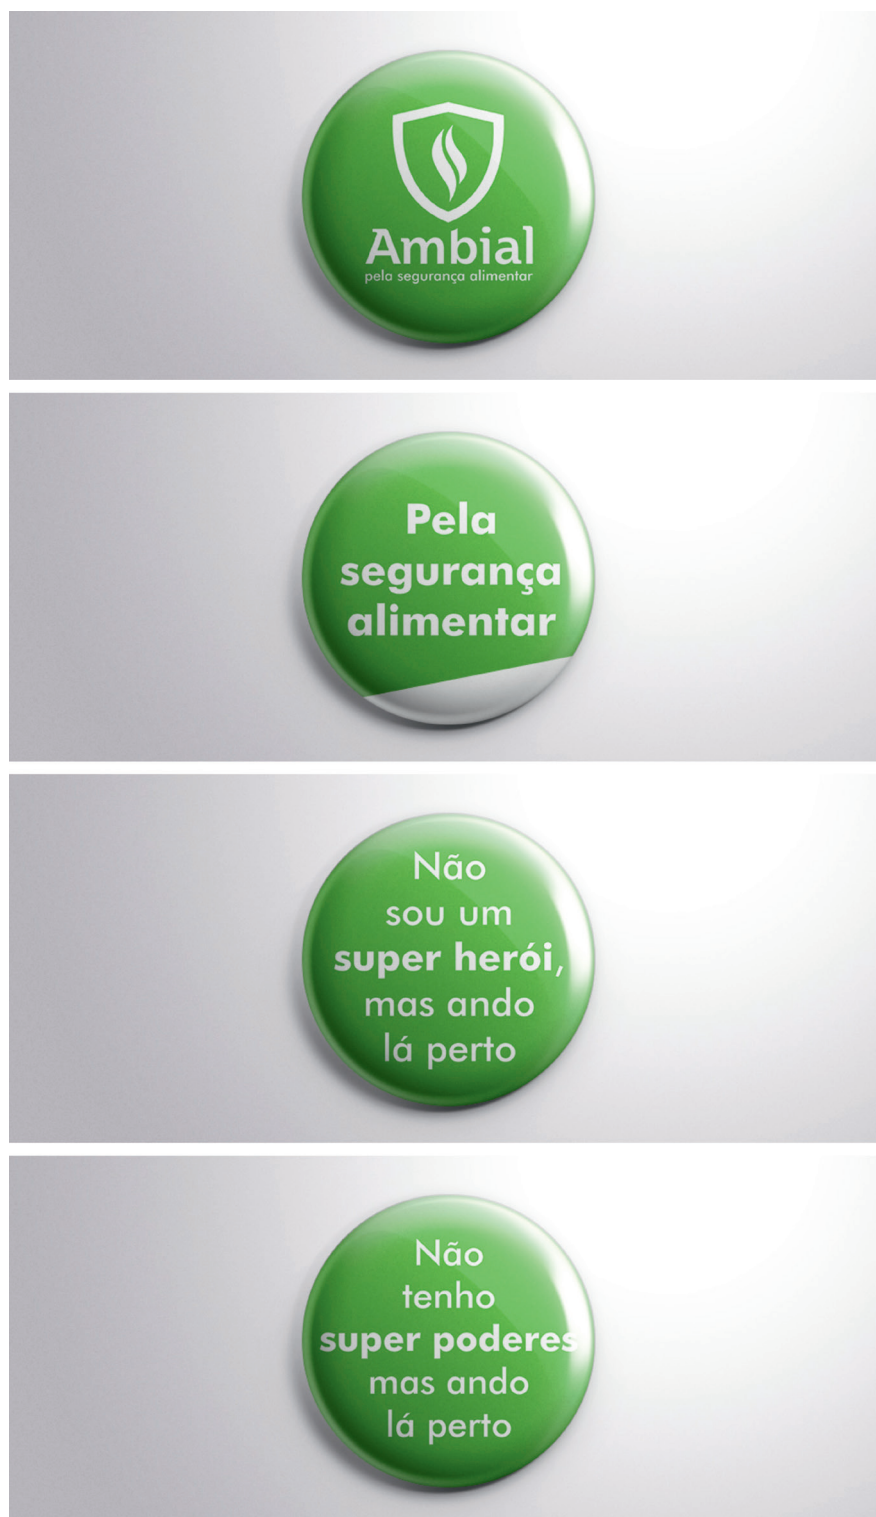 Ambial
pela segurança alimentar
Pela
segurança
alimentar
Não
sou um
super herói,
mas ando
lá perto
Não
tenho
super poderes
mas ando
lá perto